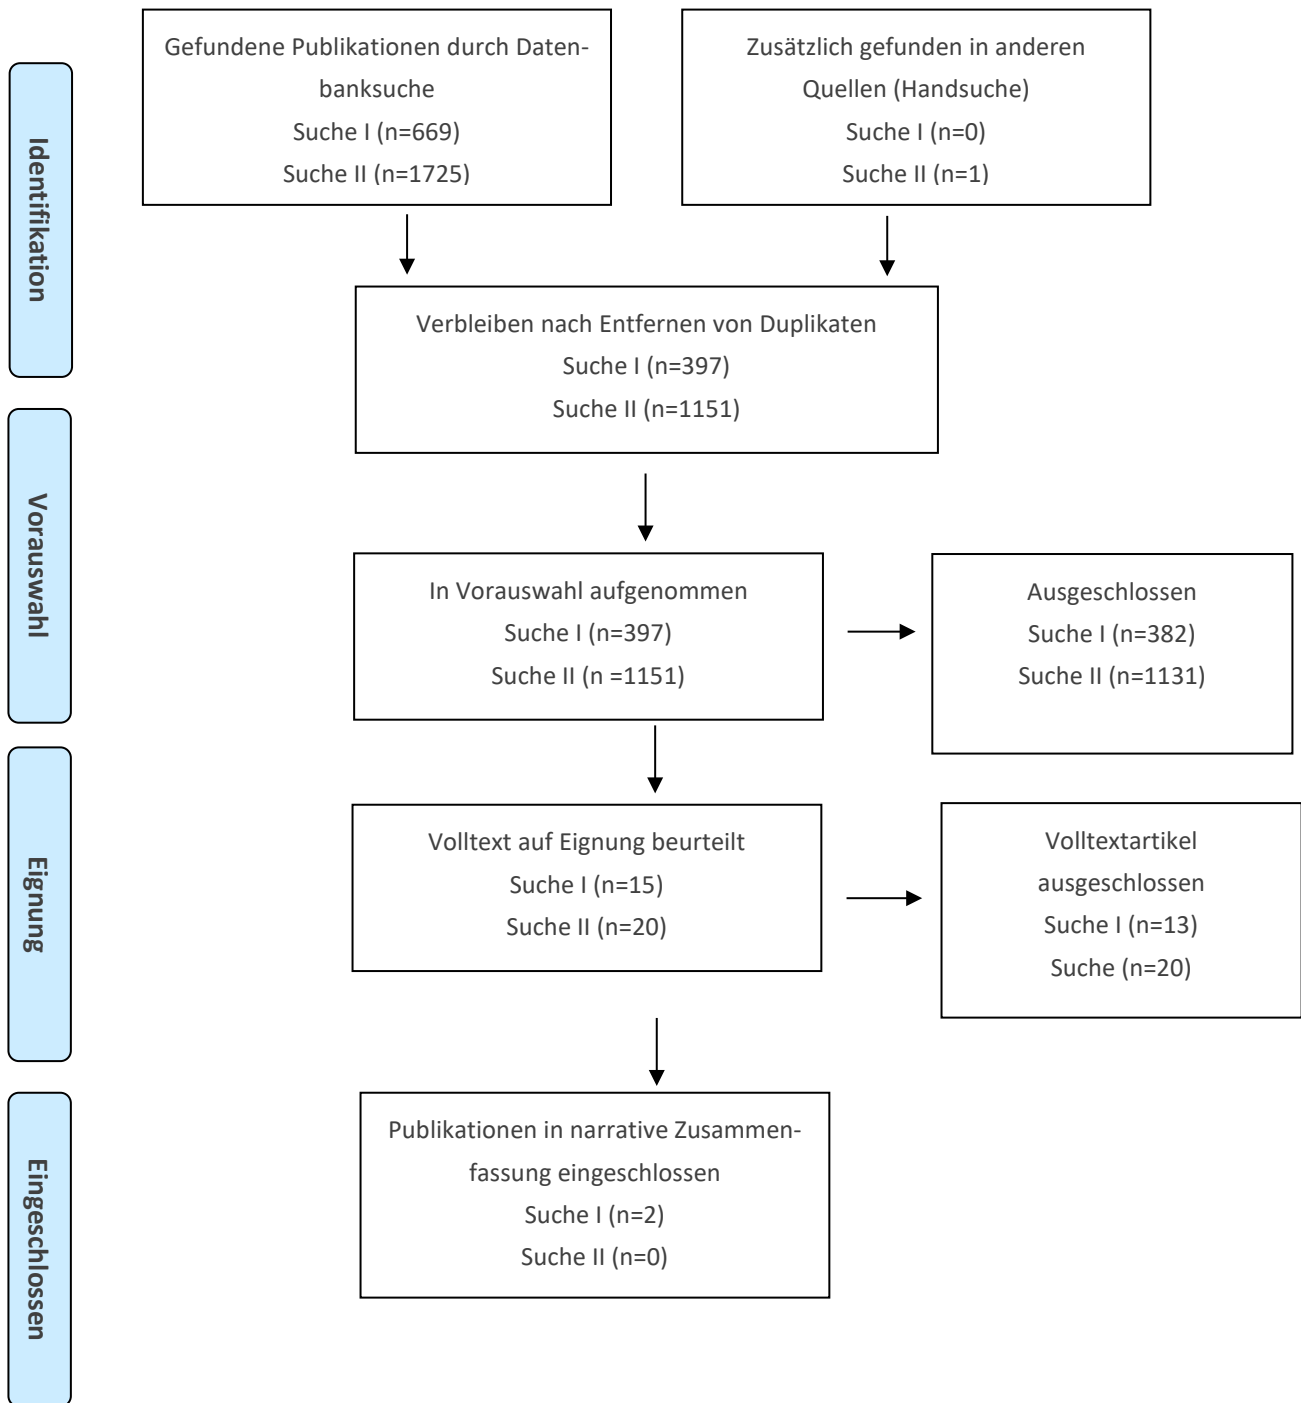 Identifikation
Gefundene Publikationen durch Daten-
banksuche
Suche I (n=669)
Suche II (n=1725)
Zusätzlich gefunden in anderen
Quellen (Handsuche)
Suche I (n=0)
Suche II (n=1)
Verbleiben nach Entfernen von Duplikaten
Suche I (n=397)
Suche II (n=1151)
Vorauswahl
In Vorauswahl aufgenommen
Suche I (n=397)
Suche II (n =1151)
Ausgeschlossen
Suche I (n=382)
Suche II (n=1131)
Eignung
Volltext auf Eignung beurteilt
Suche I (n=15)
Suche II (n=20)
Volltextartikel
ausgeschlossen
Suche I (n=13)
Suche (n=20)
Eingeschlossen
Publikationen in narrative Zusammen-
fassung eingeschlossen
Suche I (n=2)
Suche II (n=0)